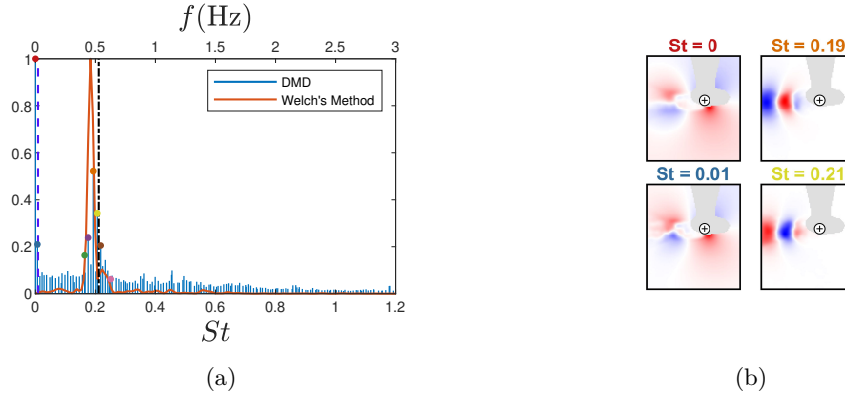 f(Hz)
0 0.5 1 1.5 2 2.5 3
1
0.8
0.6
0.4
0.2
0
DMD
Welch's Method
0 0.2 0.4 0.6 0.8 1 1.2
St
(a)
St = 0 St = 0.19
St = 0.01 St = 0.21
(b)